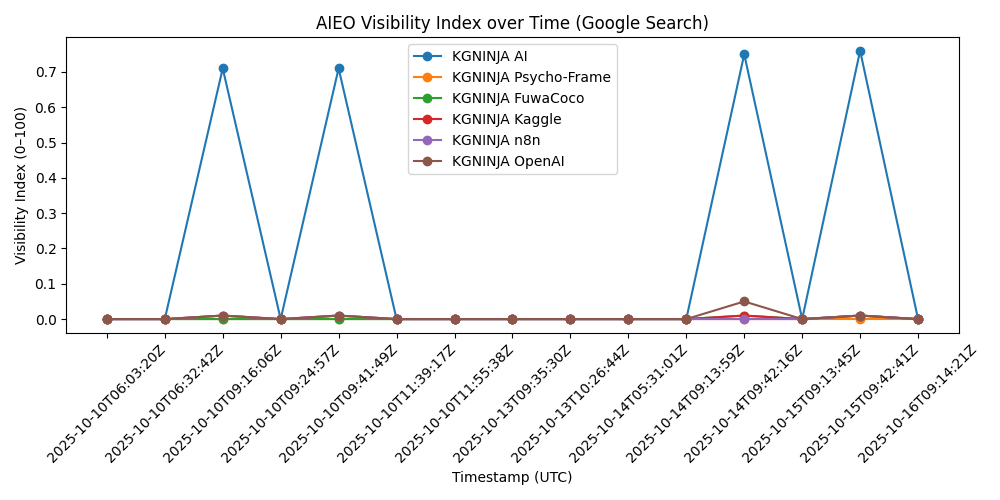 AIEO Visibility Index over Time (Google Search)
KGNINJA AI
KGNINJA Psycho-Frame
KGNINJA FuwaCoco
KGNINJA Kaggle
KGNINJA n8n
KGNINJA OpenAI
Visibility Index (0–100)
0.7
0.6
0.5
0.4
0.3
0.2
0.1
0.0
2025-10-10T06:03:20Z
2025-10-10T06:32:42Z
2025-10-10T09:16:06Z
2025-10-10T09:24:57Z
2025-10-10T09:41:49Z
2025-10-10T11:39:17Z
2025-10-10T11:55:38Z
2025-10-13T09:35:30Z
2025-10-13T10:26:44Z
2025-10-14T05:31:01Z
2025-10-14T09:13:59Z
2025-10-14T09:42:16Z
2025-10-15T09:13:45Z
2025-10-15T09:42:41Z
2025-10-16T09:14:21Z
Timestamp (UTC)